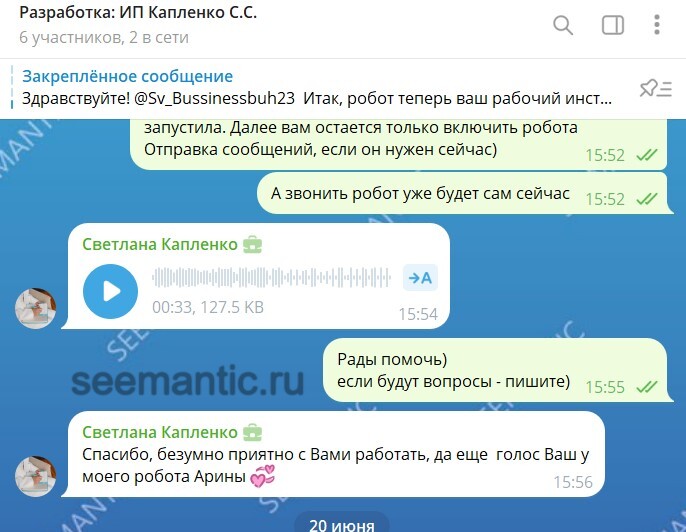 Разработка: ИП Капленко С.С.
6 участников, 2 в сети
Закреплённое сообщение
Здравствуйте! @Sv_Bussinessbuh23 Итак, робот теперь ваш рабочий инст...
запустила. Далее вам остается только включить робота
Отправка сообщений, если он нужен сейчас)
15:52
А звонить робот уже будет сам сейчас
15:52
Светлана Капленко
→A
00:33, 127.5 KB
15:54
SEEMANTIC
Рады помочь)
если будут вопросы - пишите)
15:55
seemantic.ru
Светлана Капленко
Спасибо, безумно приятно с Вами работать, да еще голос Ваш у
моего робота Арины 💞
15:56
20 июня